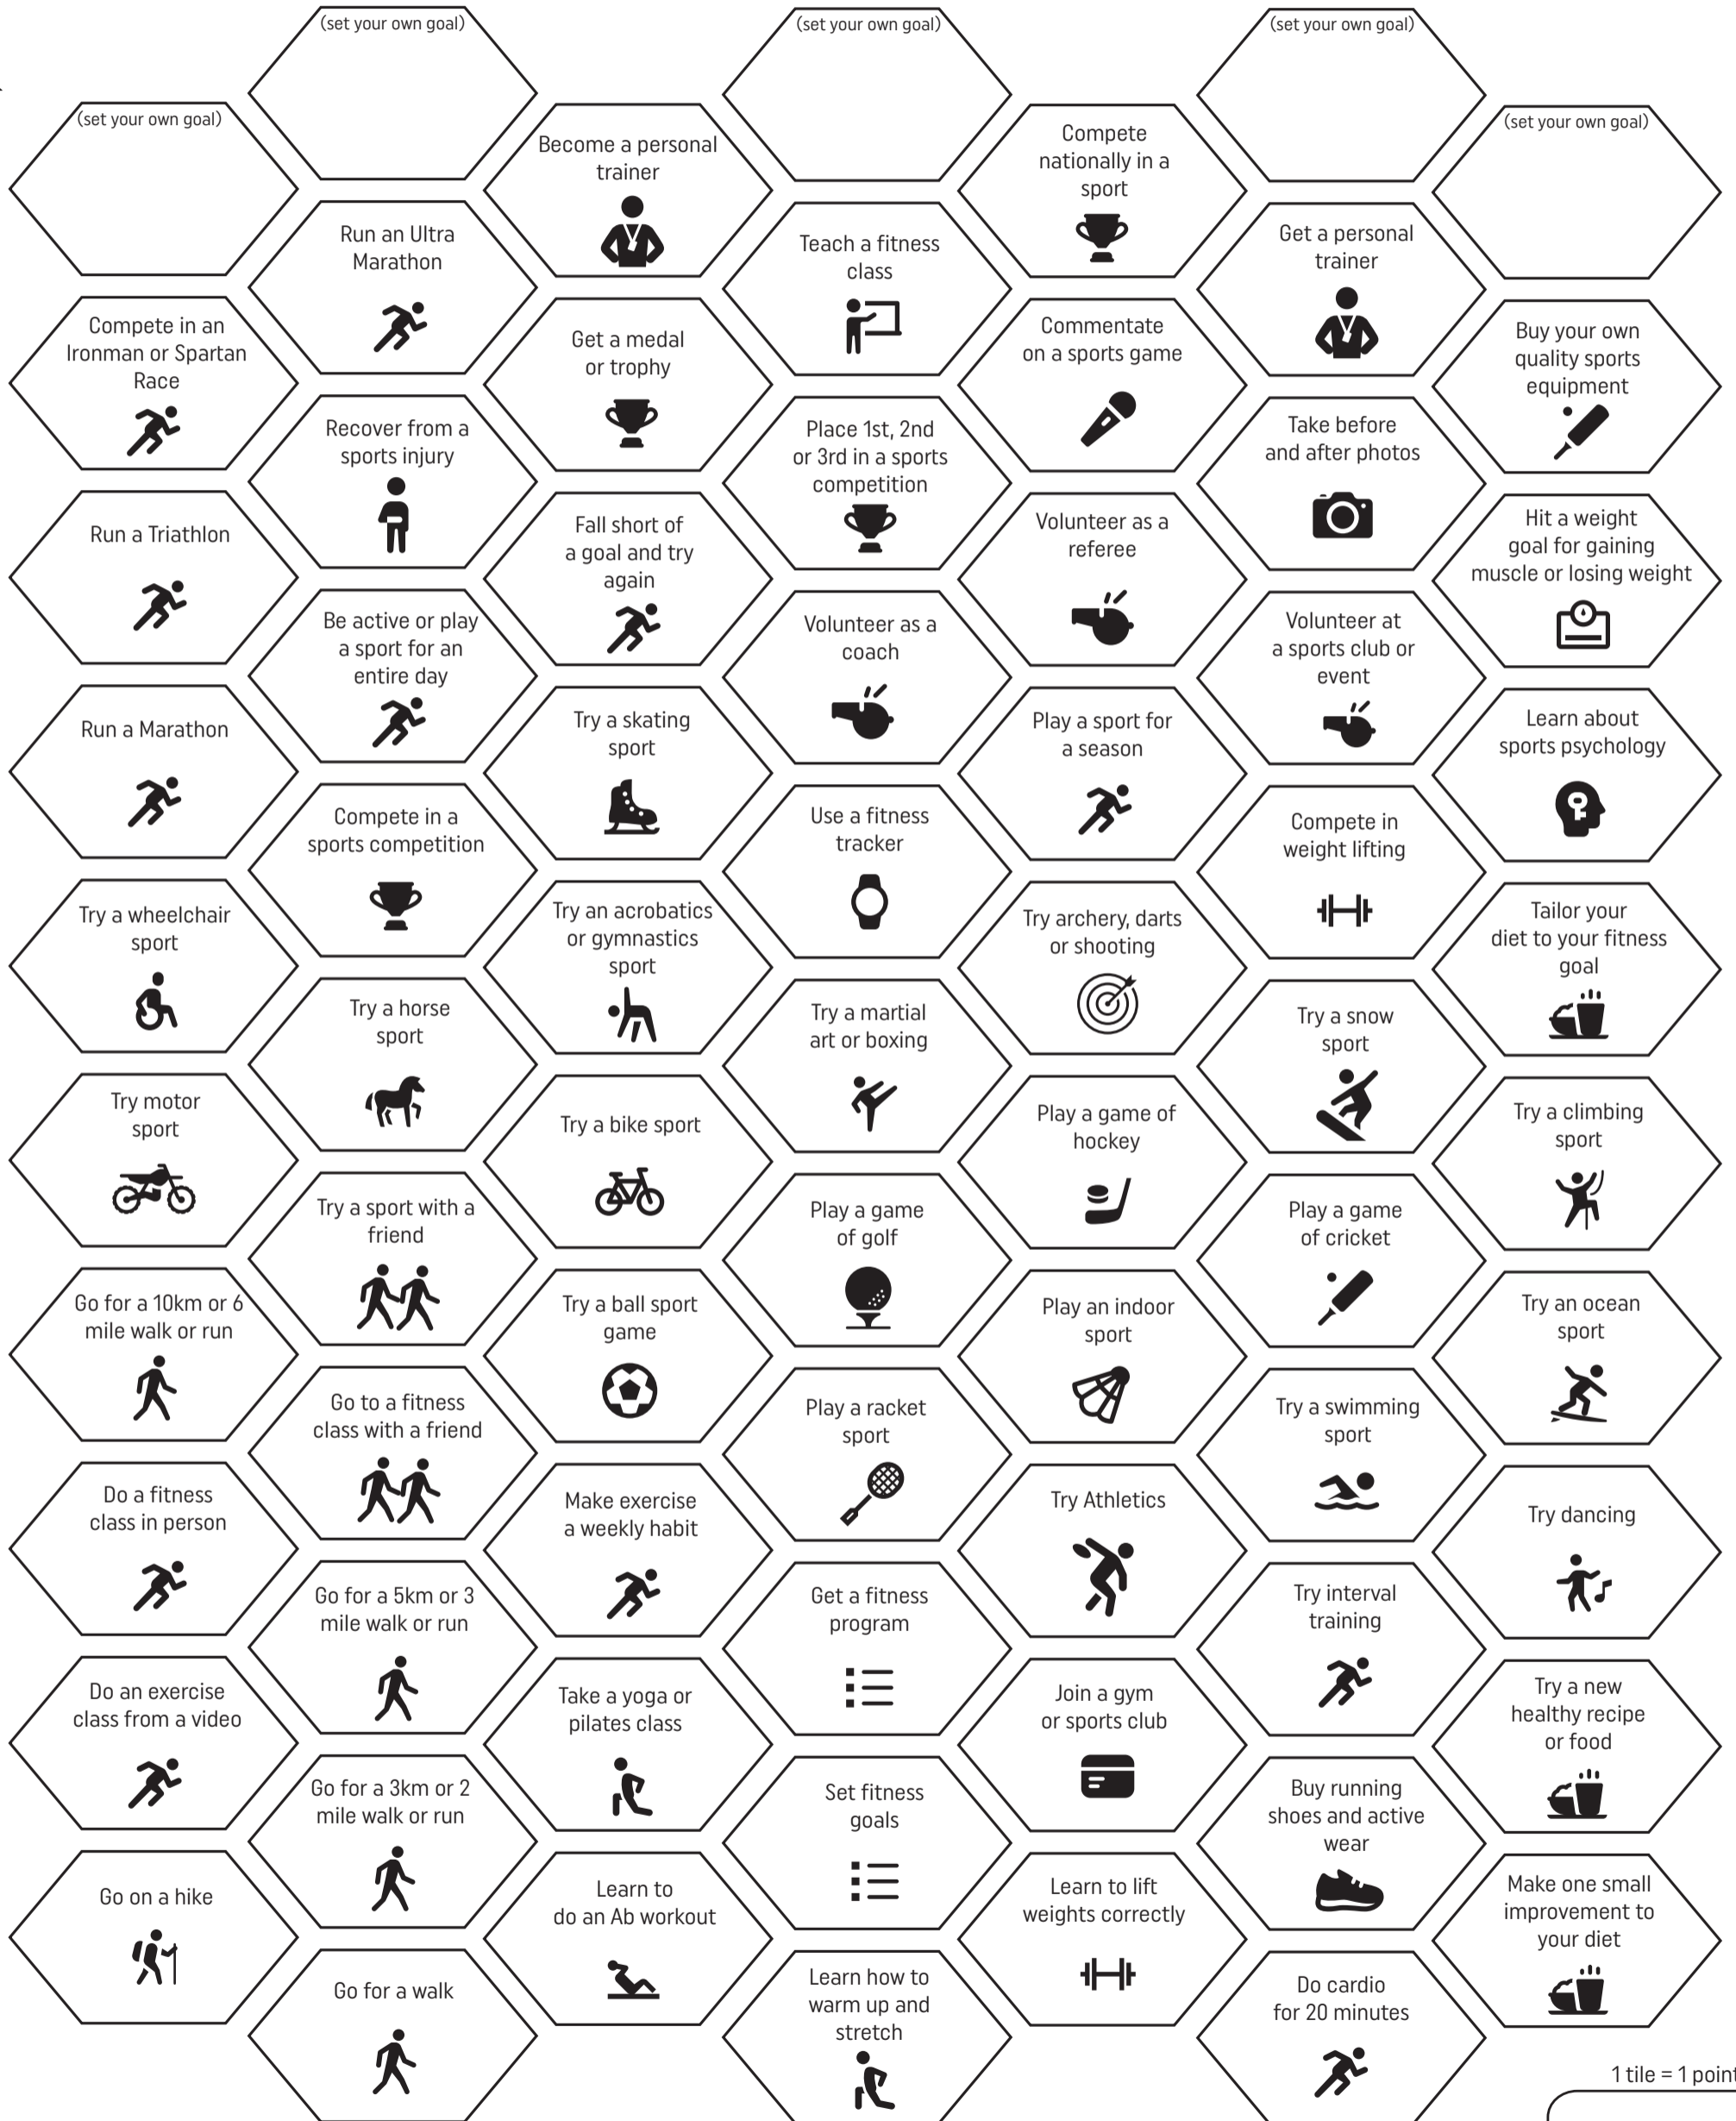 (set your own goal)
(set your own goal)
(set your own goal)
(set your own goal)
(set your own goal)
Become a personal
trainer
Compete
nationally in a
sport
Run an Ultra
Marathon
Teach a fitness
class
Get a personal
trainer
Compete in an
Ironman or Spartan
Race
Get a medal
or trophy
Commentate
on a sports game
Buy your own
quality sports
equipment
Recover from a
sports injury
Place 1st, 2nd
or 3rd in a sports
competition
Take before
and after photos
Run a Triathlon
Fall short of
a goal and try
again
Volunteer as a
referee
Hit a weight
goal for gaining
muscle or losing weight
Be active or play
a sport for an
entire day
Volunteer as a
coach
Volunteer at
a sports club or
event
Run a Marathon
Try a skating
sport
Play a sport for
a season
Learn about
sports psychology
Compete in a
sports competition
Use a fitness
tracker
Compete in
weight lifting
Try a wheelchair
sport
Try an acrobatics
or gymnastics
sport
Try archery, darts
or shooting
Tailor your
diet to your fitness
goal
Try a horse
sport
Try a martial
art or boxing
Try a snow
sport
Try motor
sport
Try a bike sport
Play a game of
hockey
Try a climbing
sport
Try a sport with a
friend
Play a game
of golf
Play a game
of cricket
Go for a 10km or 6
mile walk or run
Try a ball sport
game
Play an indoor
sport
Try an ocean
sport
Go to a fitness
class with a friend
Play a racket
sport
Try a swimming
sport
Do a fitness
class in person
Make exercise
a weekly habit
Try Athletics
Try dancing
Go for a 5km or 3
mile walk or run
Get a fitness
program
Try interval
training
Do an exercise
class from a video
Take a yoga or
pilates class
Join a gym
or sports club
Try a new
healthy recipe
or food
Go for a 3km or 2
mile walk or run
Set fitness
goals
Buy running
shoes and active
wear
Go on a hike
Learn to
do an Ab workout
Learn to lift
weights correctly
Make one small
improvement to
your diet
Go for a walk
Learn how to
warm up and
stretch
Do cardio
for 20 minutes
1 tile = 1 point